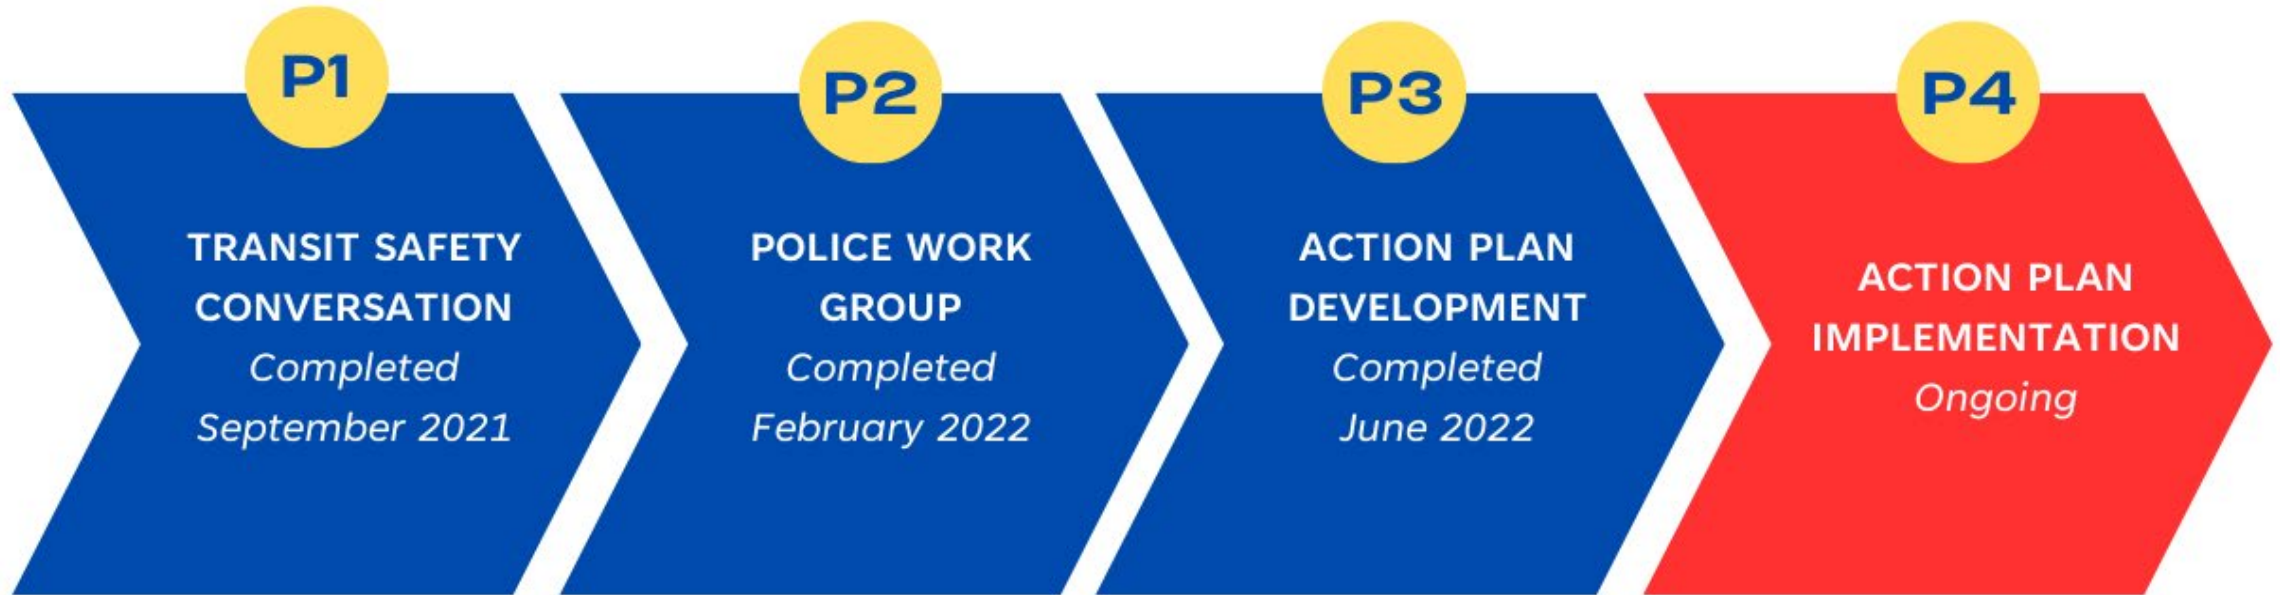 P1
TRANSIT SAFETY
CONVERSATION
Completed
September 2021
P2
POLICE WORK
GROUP
Completed
February 2022
P3
ACTION PLAN
DEVELOPMENT
Completed
June 2022
P4
ACTION PLAN
IMPLEMENTATION
Ongoing